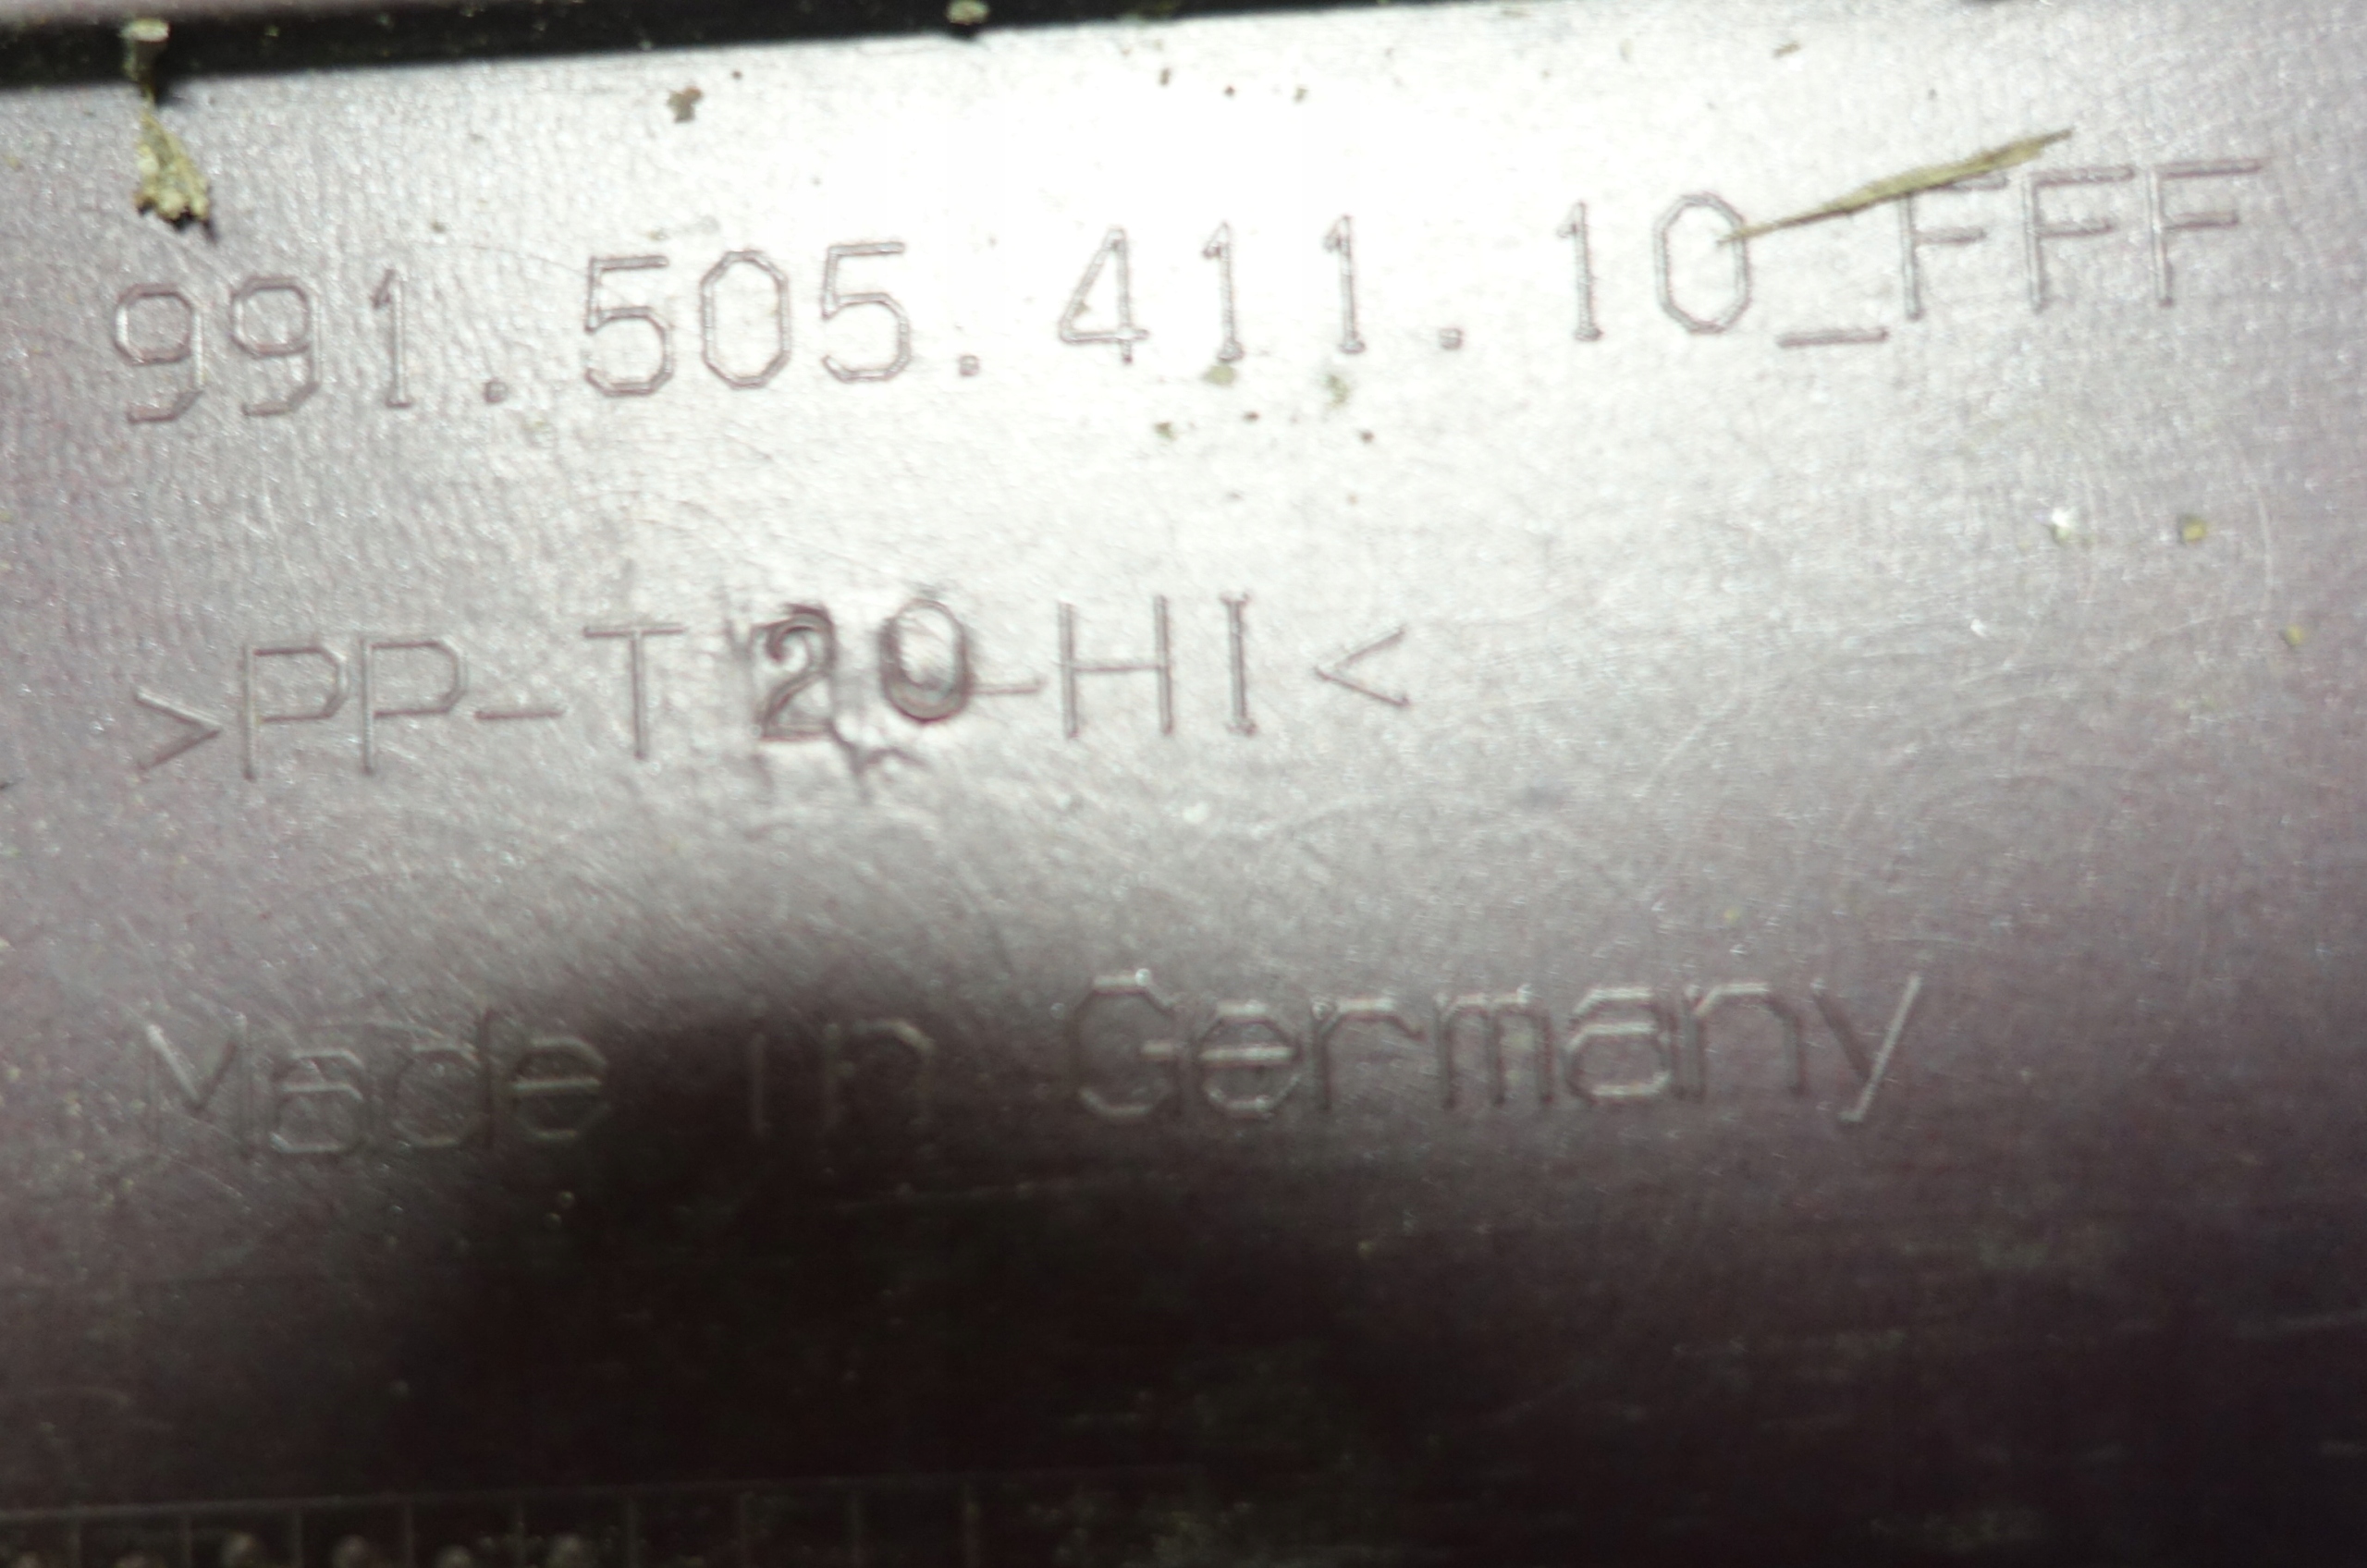 991.505.411.10_FFF
>PP-T20-HI<
Made in Germany